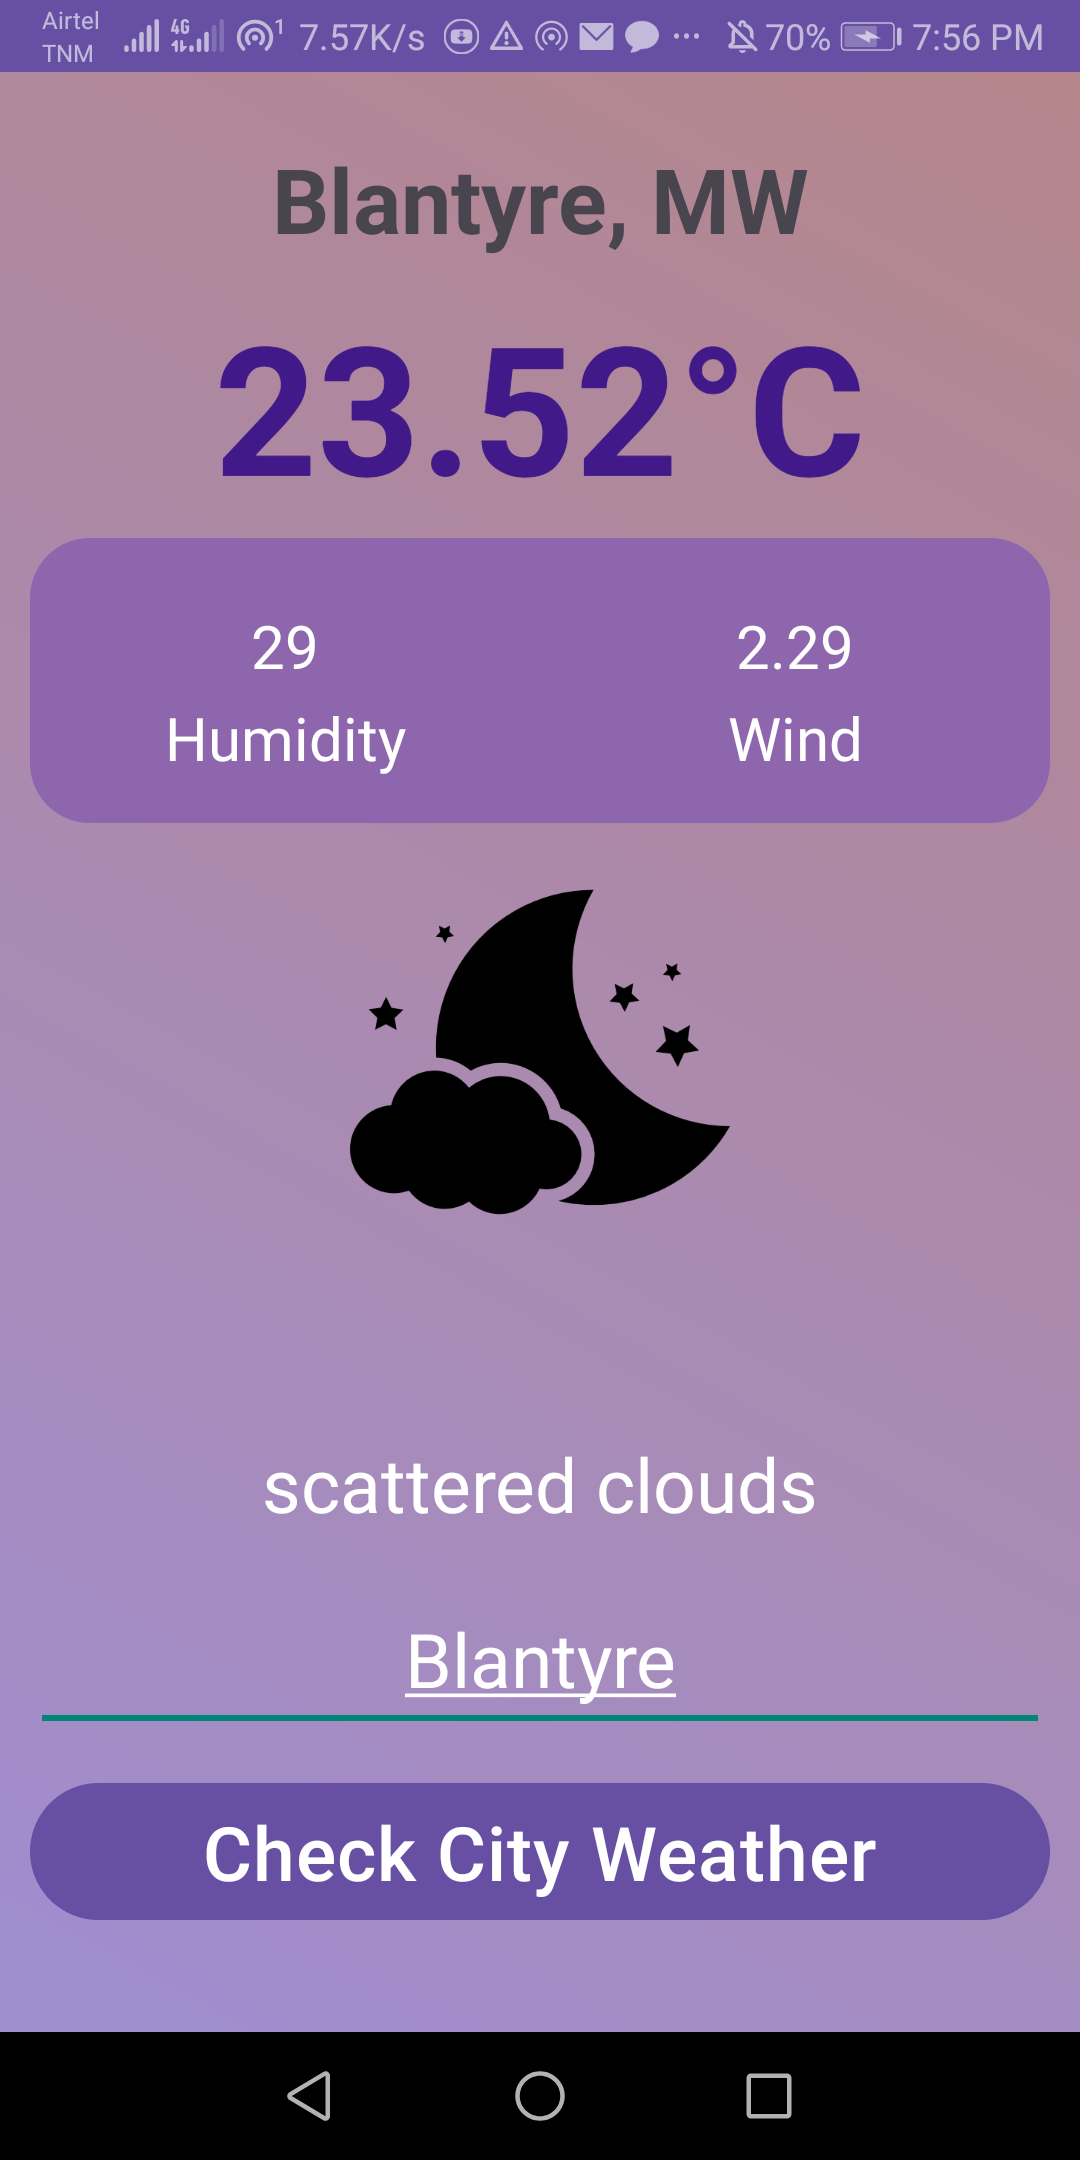 Airtel
TNM
4G
1
7.57K/s
70%
7:56 PM
Blantyre, MW
23.52°C
29
2.29
Humidity
Wind
scattered clouds
Blantyre
Check City Weather